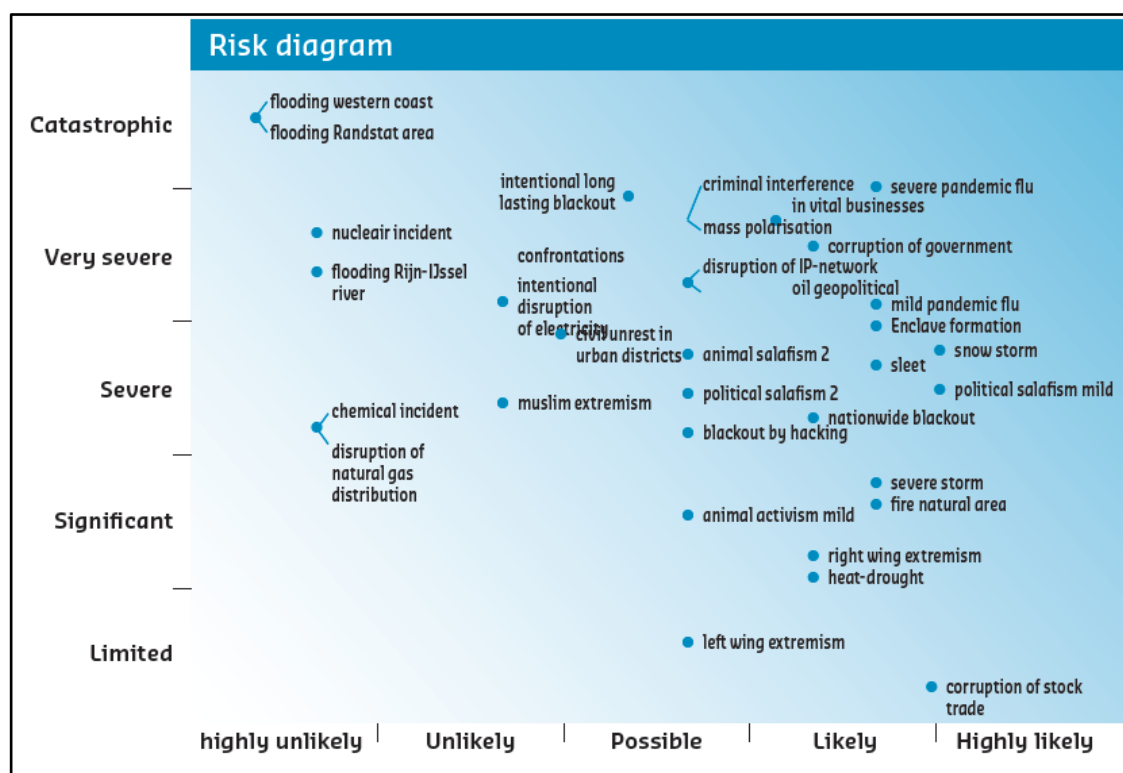 Risk diagram
Catastrophic
flooding western coast
flooding Randstat area
Very severe
intentional long
lasting blackout
criminal interference
in vital businesses
mass polarisation
severe pandemic flu
nucleair incident
corruption of government
confrontations
disruption of IP-network
oil geopolitical
flooding Rijn-IJssel
river
intentional
disruption
of electricity
mild pandemic flu
Enclave formation
Severe
civil unrest in
urban districts
animal salafism 2
snow storm
sleet
muslim extremism
political salafism 2
political salafism mild
chemical incident
nationwide blackout
blackout by hacking
disruption of
natural gas
distribution
Significant
severe storm
fire natural area
animal activism mild
right wing extremism
heat-drought
Limited
left wing extremism
corruption of stock
trade
highly unlikely
Unlikely
Possible
Likely
Highly likely